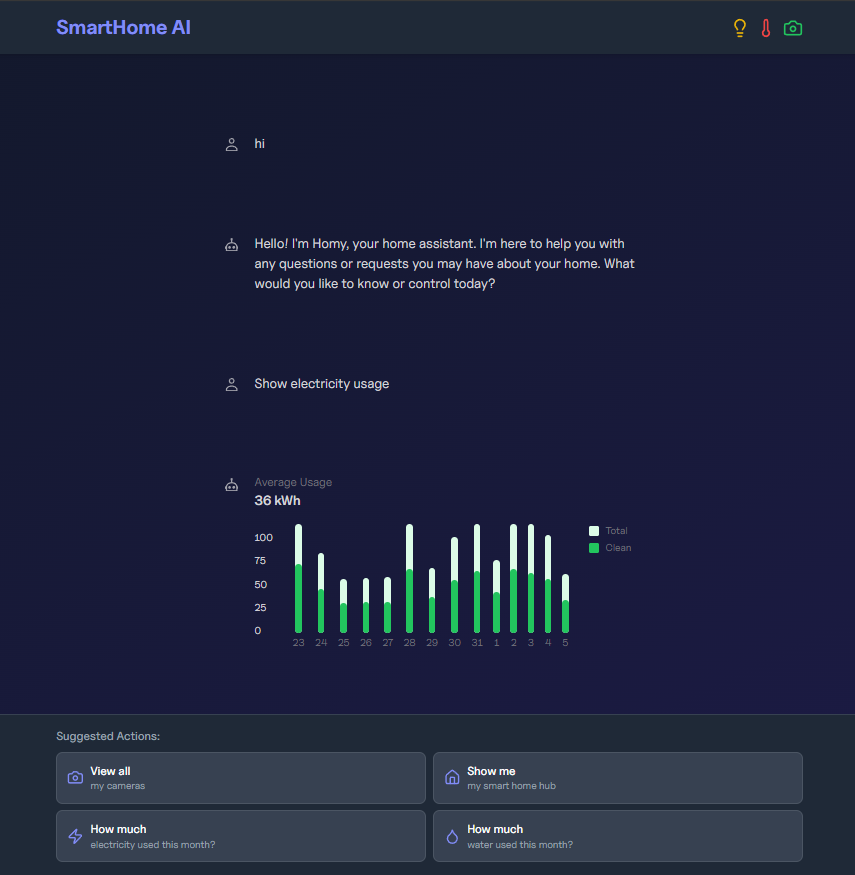 SmartHome AI
hi
Hello! I'm Homy, your home assistant. I'm here to help you with
any questions or requests you may have about your home. What
would you like to know or control today?
Show electricity usage
Average Usage
36 kWh
100
75
50
25
0
23 24 25 26 27 28 29 30 31 1 2 3 4 5
Total
Clean
Suggested Actions:
View all
my cameras
Show me
my smart home hub
How much
electricity used this month?
How much
water used this month?